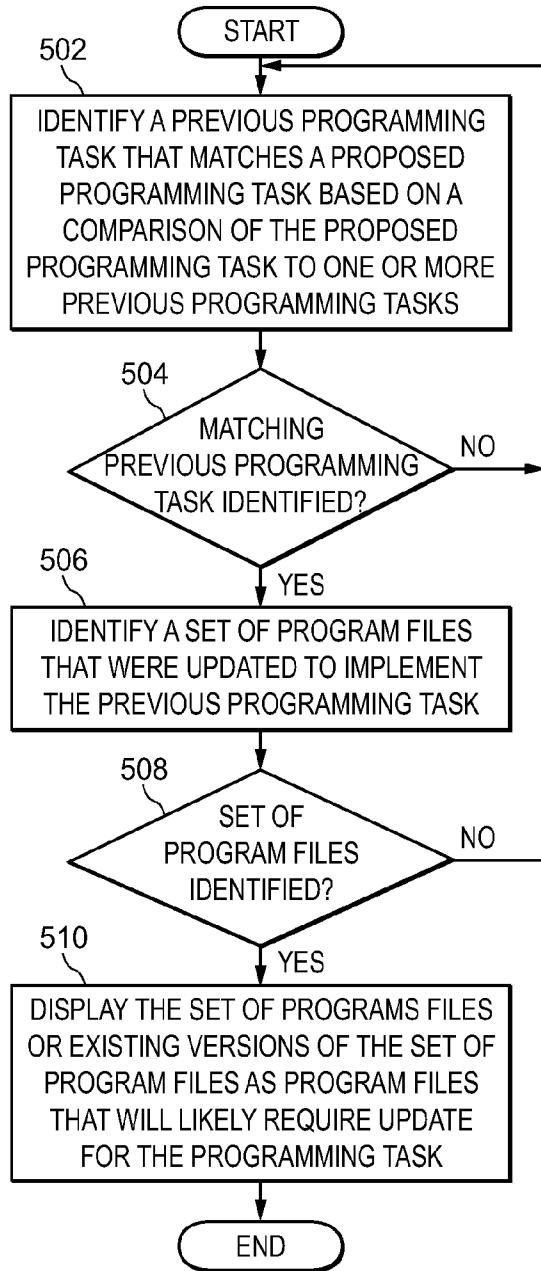 START
502
IDENTIFY A PREVIOUS PROGRAMMING
TASK THAT MATCHES A PROPOSED
PROGRAMMING TASK BASED ON A
COMPARISON OF THE PROPOSED
PROGRAMMING TASK TO ONE OR MORE
PREVIOUS PROGRAMMING TASKS
504
MATCHING
PREVIOUS PROGRAMMING
TASK IDENTIFIED?
NO
YES
506
IDENTIFY A SET OF PROGRAM FILES
THAT WERE UPDATED TO IMPLEMENT
THE PREVIOUS PROGRAMMING TASK
508
SET OF
PROGRAM FILES
IDENTIFIED?
NO
YES
510
DISPLAY THE SET OF PROGRAMS FILES
OR EXISTING VERSIONS OF THE SET OF
PROGRAM FILES AS PROGRAM FILES
THAT WILL LIKELY REQUIRE UPDATE
FOR THE PROGRAMMING TASK
END